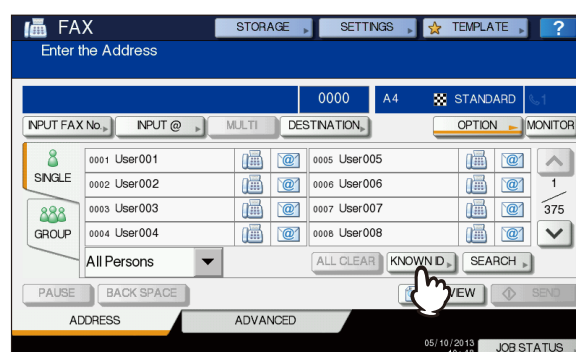 FAX STORAGE SETTINGS TEMPLATE ?
Enter the Address
0000 A4 STANDARD 1
INPUT FAX No. INPUT @ MULTI DESTINATION OPTION MONITOR
SINGLE
GROUP
0001 User001 0005 User005
0002 User002 0006 User006
0003 User003 0007 User007
0004 User004 0008 User008
1
375
All Persons ALL CLEAR KNOWN ID SEARCH
PAUSE BACK SPACE SEND
ADDRESS ADVANCED
05/10/2013
JOB STATUS